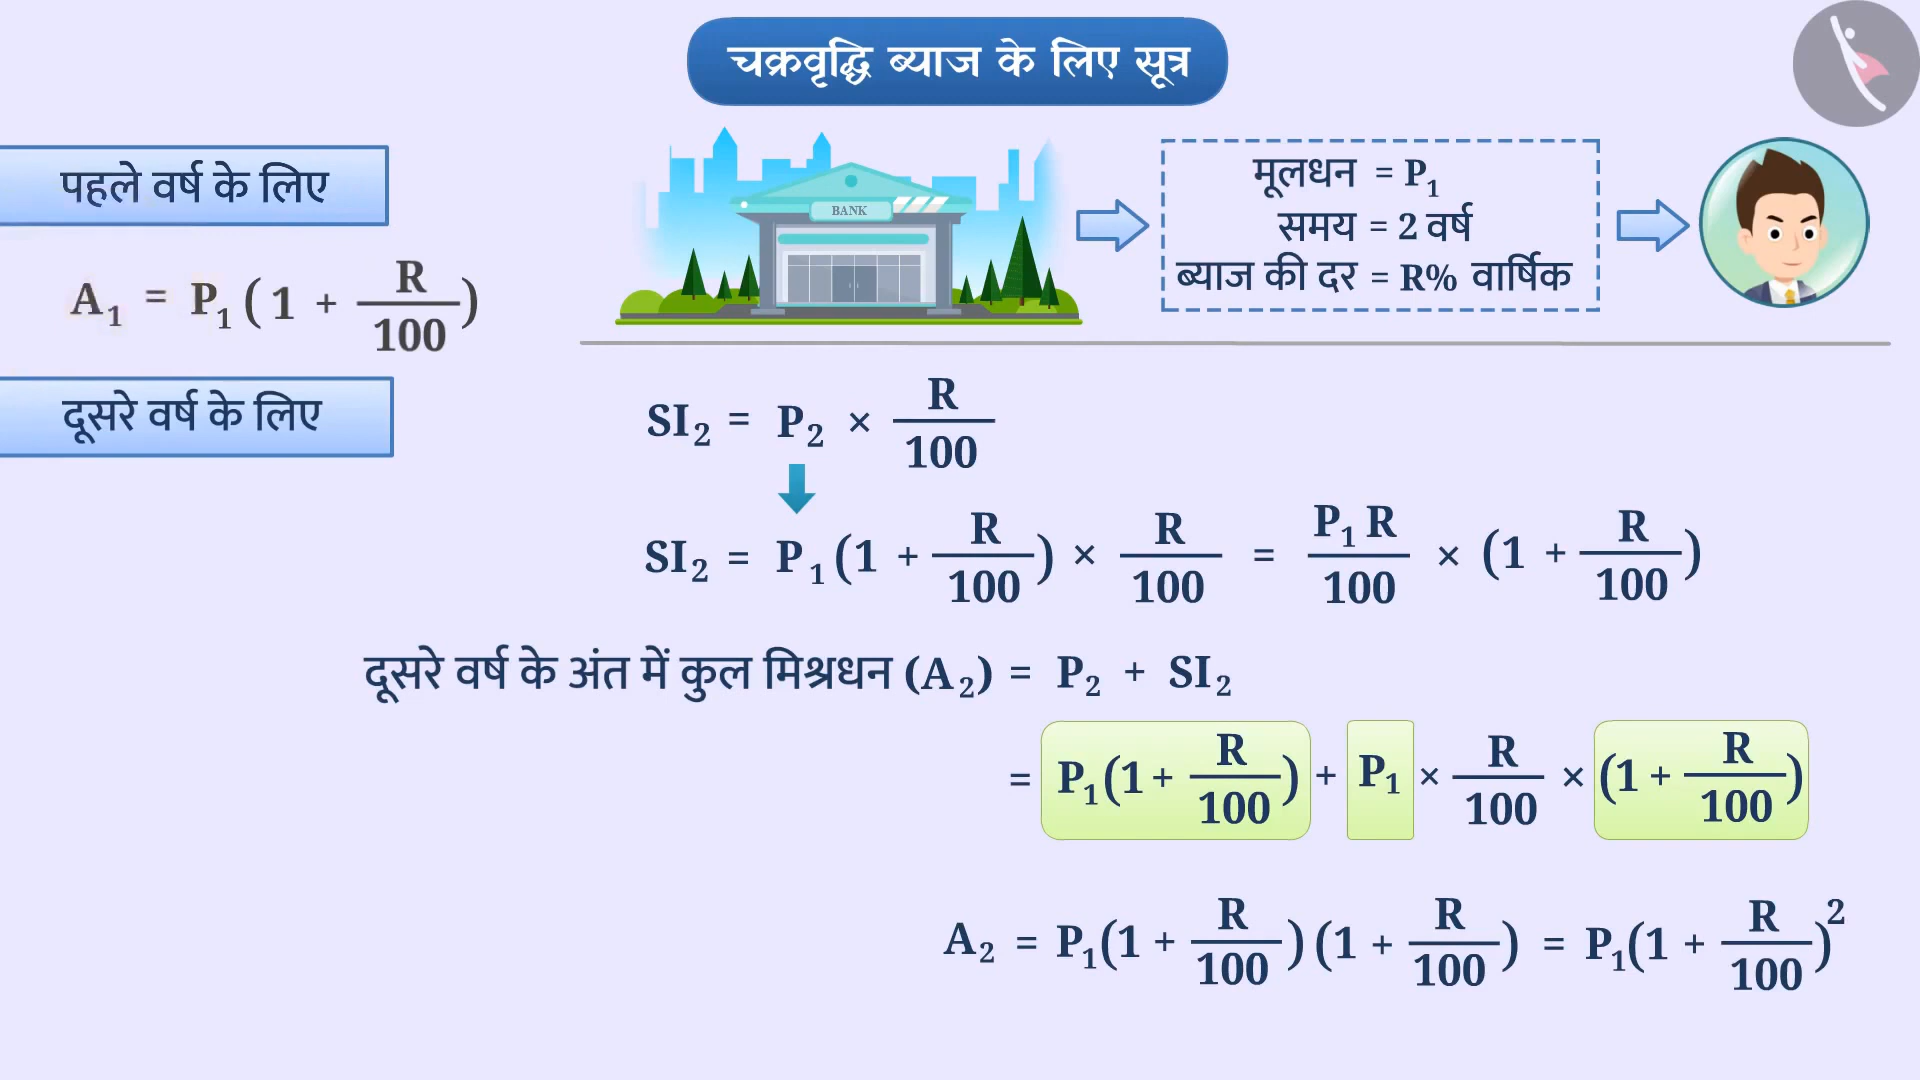 चक्रवृद्धि ब्याज के लिए सूत्र
पहले वर्ष के लिए
A₁ = P₁ (1 + R/100)
BANK
मूलधन = P₁
समय = 2 वर्ष
ब्याज की दर = R% वार्षिक
दूसरे वर्ष के लिए
SI₂ = P₂ × R/100
SI₂ = P₁ (1 + R/100) × R/100 = P₁R/100 × (1 + R/100)
दूसरे वर्ष के अंत में कुल मिश्रधन (A₂) = P₂ + SI₂
= P₁(1 + R/100) + P₁ × R/100 × (1 + R/100)
A₂ = P₁(1 + R/100) (1 + R/100) = P₁(1 + R/100)²